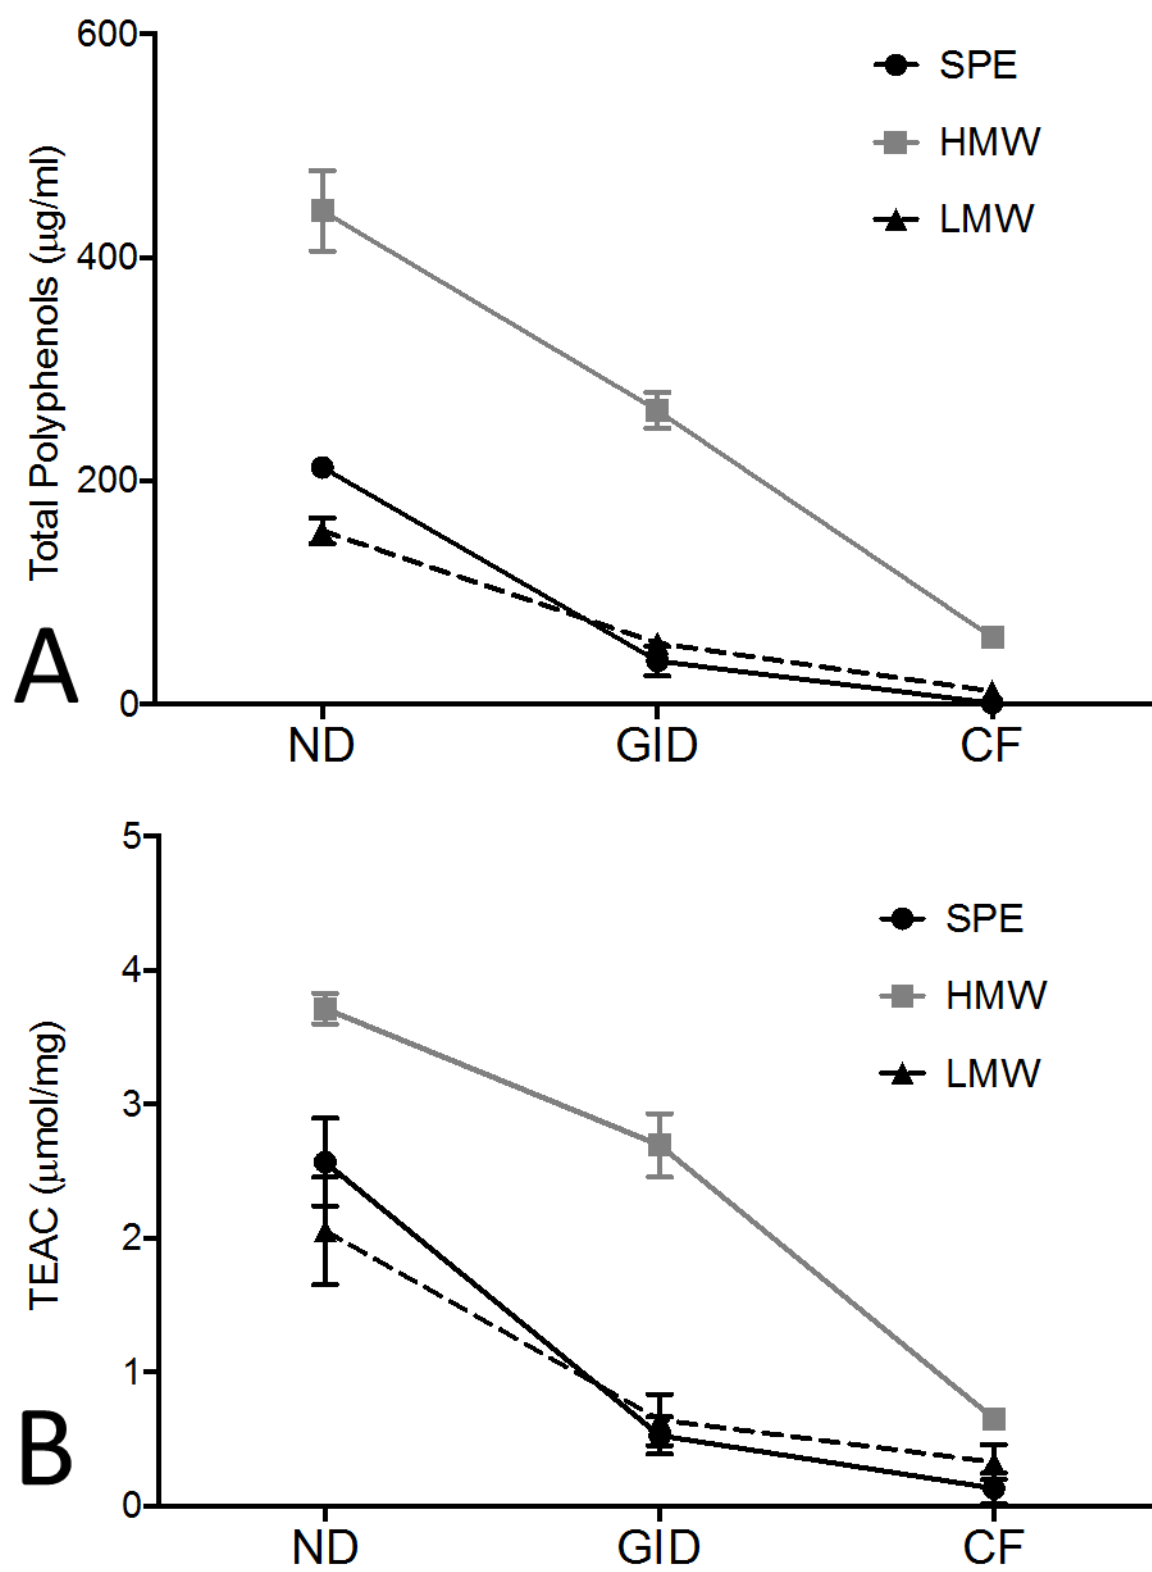 600
SPE
HMW
LMW
Total Polyphenols (μg/ml)
400
200
0
A
ND GID CF
5
SPE
4
HMW
LMW
TEAC (μmol/mg)
3
2
1
B
0
ND GID CF